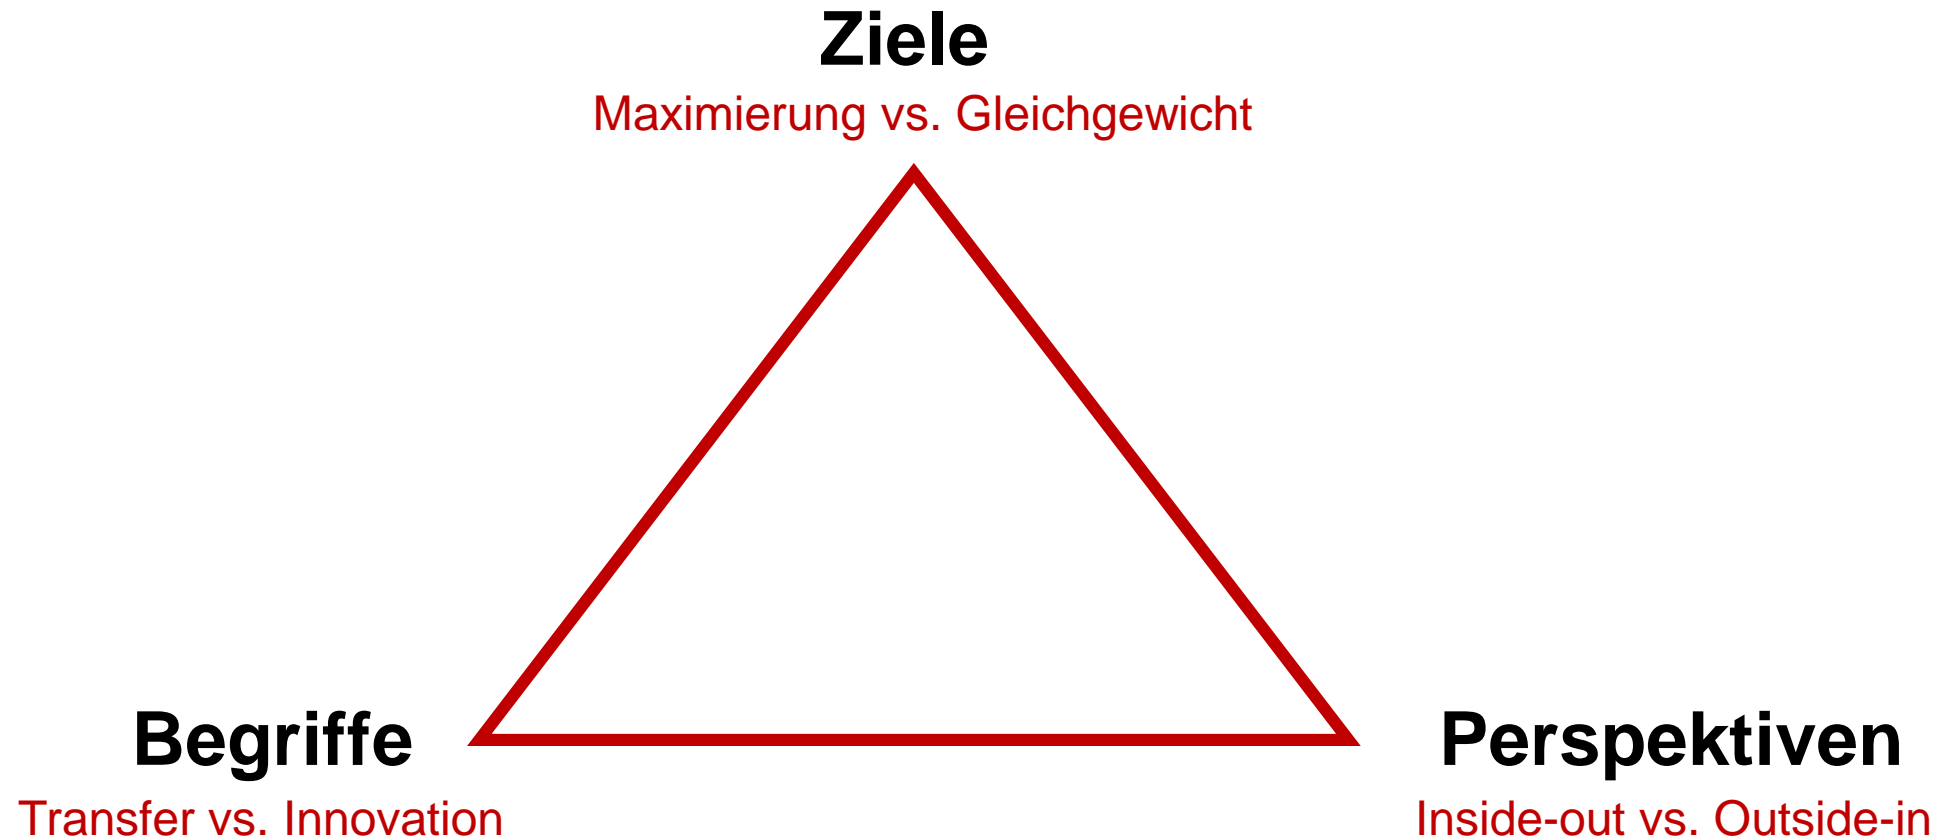 Ziele
Maximierung vs. Gleichgewicht
Begriffe
Transfer vs. Innovation
Perspektiven
Inside-out vs. Outside-in